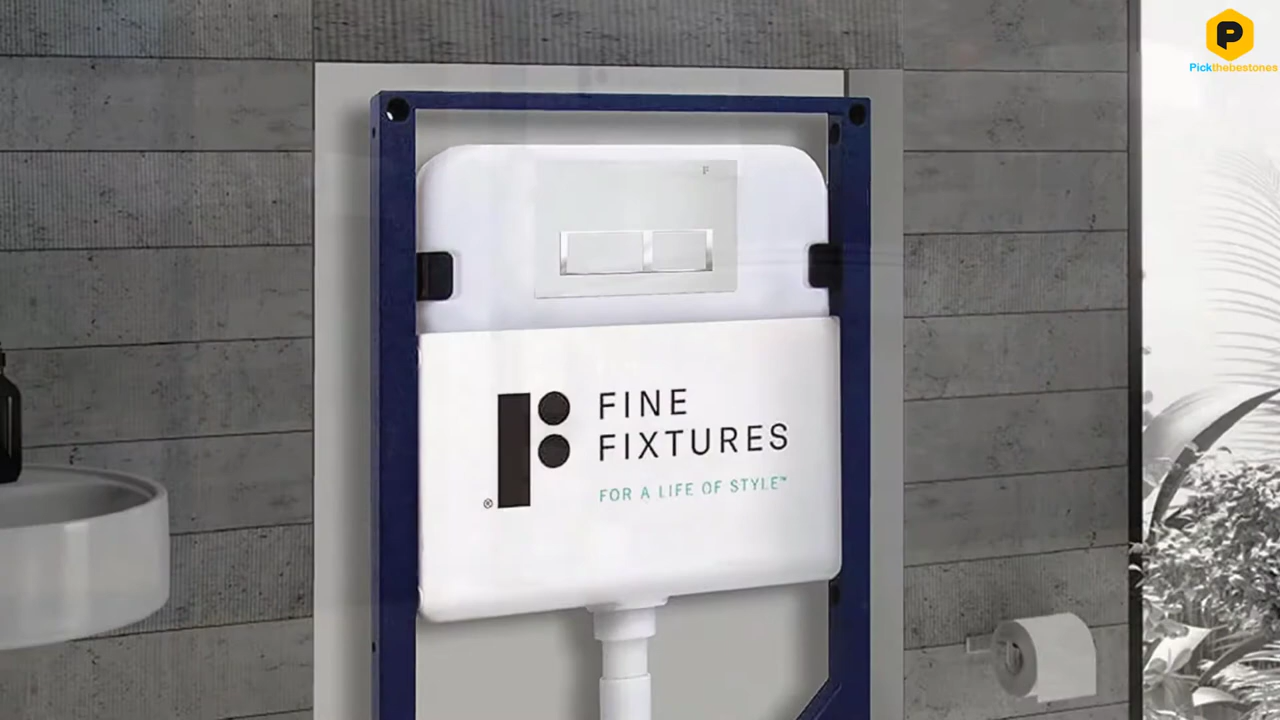 P
Pickthebestones
F
FINE
FIXTURES
®
FOR A LIFE OF STYLE™